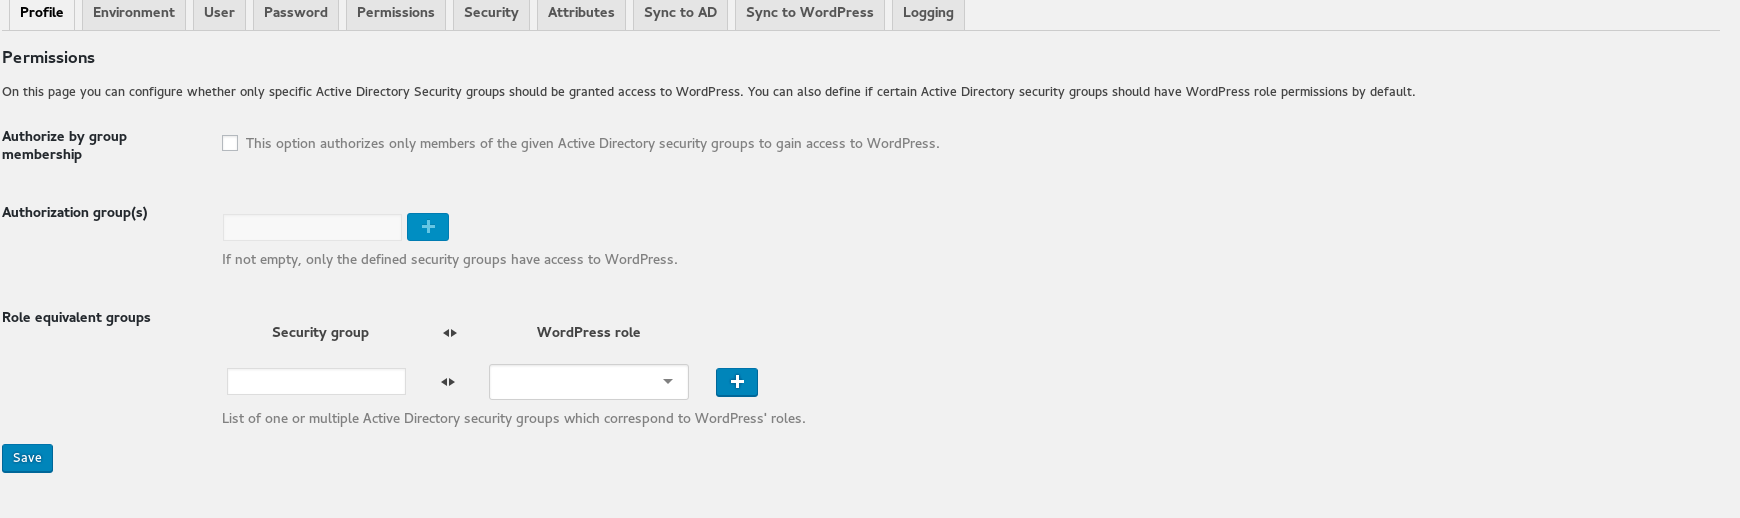 Profile Environment User Password Permissions Security Attributes Sync to AD Sync to WordPress Logging
Permissions
On this page you can configure whether only specific Active Directory Security groups should be granted access to WordPress. You can also define if certain Active Directory security groups should have WordPress role permissions by default.
Authorize by group
membership
This option authorizes only members of the given Active Directory security groups to gain access to WordPress.
Authorization group(s)
If not empty, only the defined security groups have access to WordPress.
Role equivalent groups
Security group WordPress role
List of one or multiple Active Directory security groups which correspond to WordPress' roles.
Save